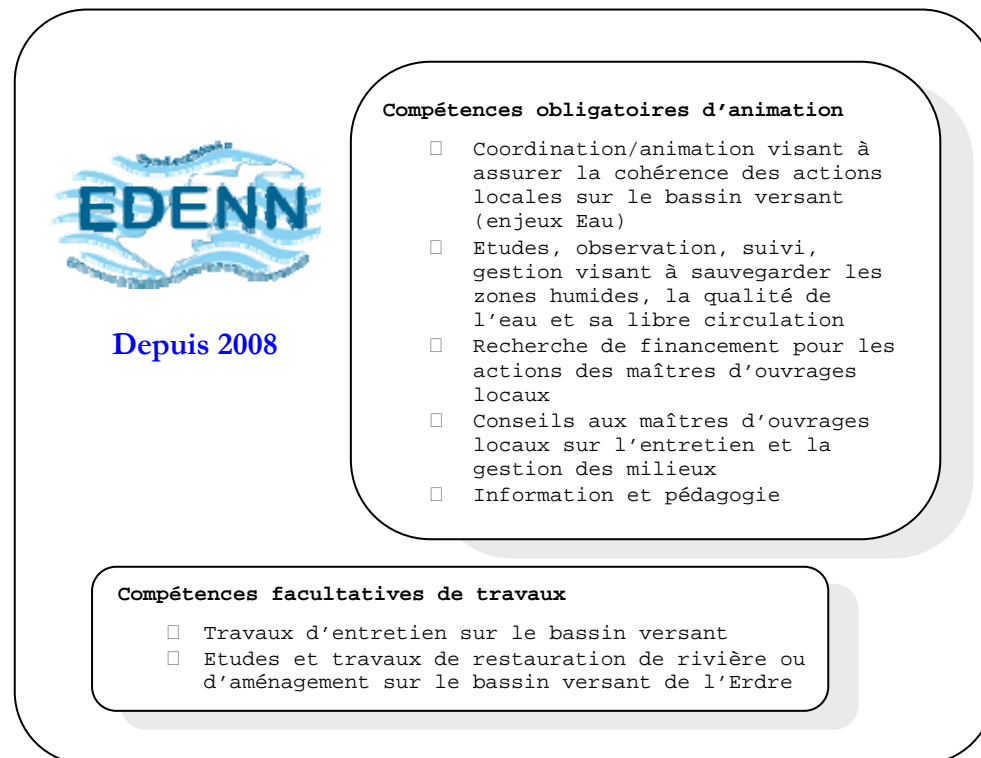 EDENN
Depuis 2008
Compétences obligatoires d'animation
Coordination/animation visant à
assurer la cohérence des actions
locales sur le bassin versant
(enjeux Eau)
Etudes, observation, suivi,
gestion visant à sauvegarder les
zones humides, la qualité de
l'eau et sa libre circulation
Recherche de financement pour les
actions des maîtres d'ouvrages
locaux
Conseils aux maîtres d'ouvrages
locaux sur l'entretien et la
gestion des milieux
Information et pédagogie
Compétences facultatives de travaux
Travaux d'entretien sur le bassin versant
Etudes et travaux de restauration de rivière ou
d'aménagement sur le bassin versant de l'Erdre